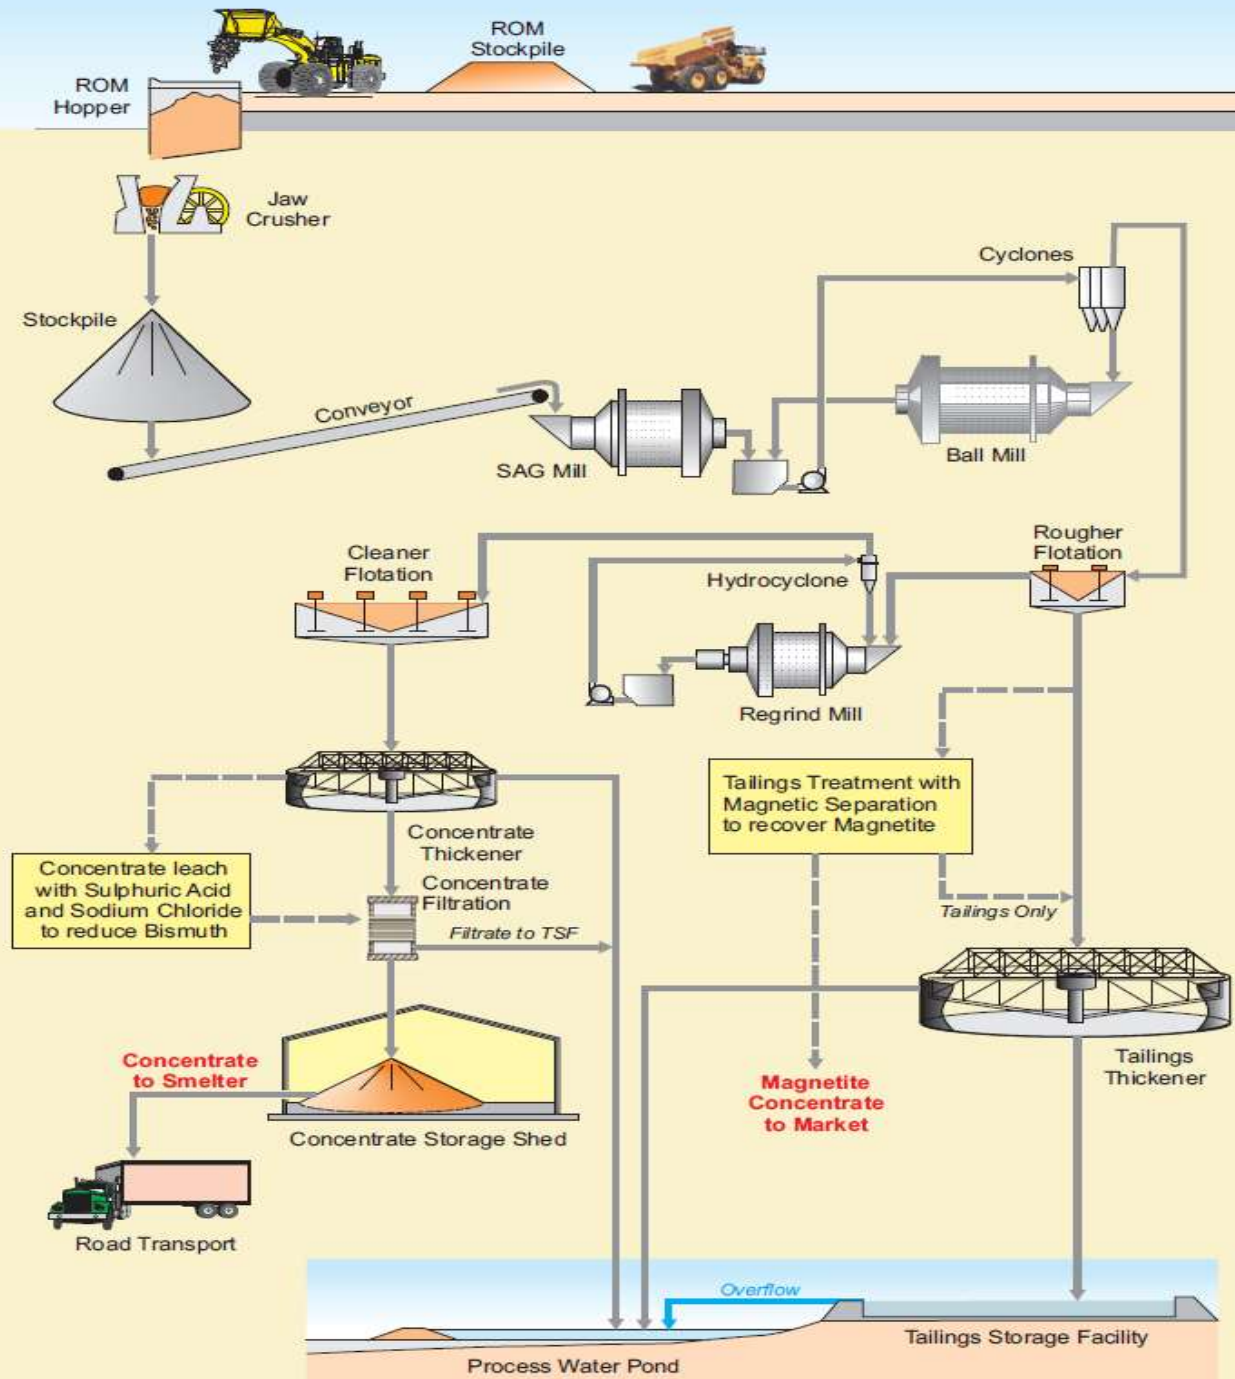 ROM
Stockpile
ROM
Hopper
Jaw
Crusher
Stockpile
Conveyor
SAG Mill
Cyclones
Ball Mill
Cleaner
Flotation
Hydrocyclone
Rougher
Flotation
Regrind Mill
Tailings Treatment with
Magnetic Separation
to recover Magnetite
Tailings Only
Concentrate
Thickener
Concentrate leach
with Sulphuric Acid
and Sodium Chloride
to reduce Bismuth
Concentrate
Filtration
Filtrate to TSF
Concentrate
to Smelter
Concentrate Storage Shed
Magnetite
Concentrate
to Market
Tailings
Thickener
Road Transport
Overflow
Tailings Storage Facility
Process Water Pond